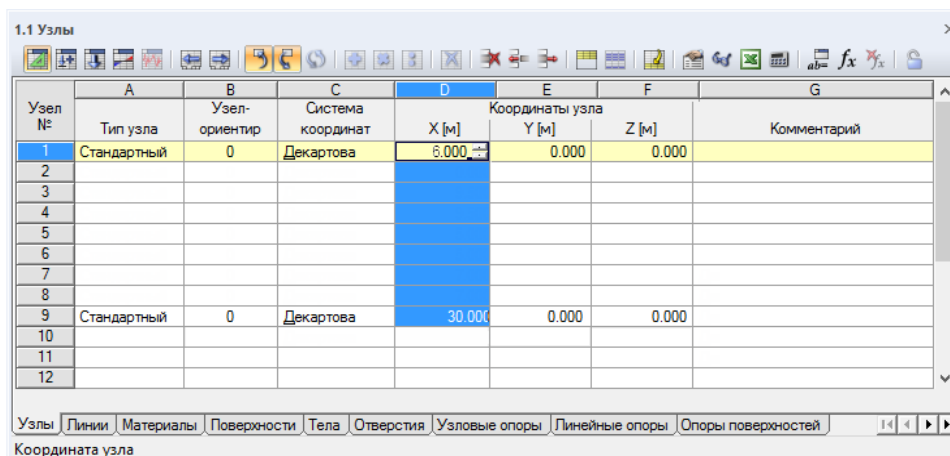 1.1 Узлы
A B C D E F G
Узел Узел- Система Координаты узла
№ Тип узла ориентир координат X [м] Y [м] Z [м] Комментарий
1 Стандартный 0 Декартова 6.000 0.000 0.000
2
3
4
5
6
7
8
9 Стандартный 0 Декартова 30.000 0.000 0.000
10
11
12
Узлы Линии Материалы Поверхности Тела Отверстия Узловые опоры Линейные опоры Опоры поверхностей
Координата узла